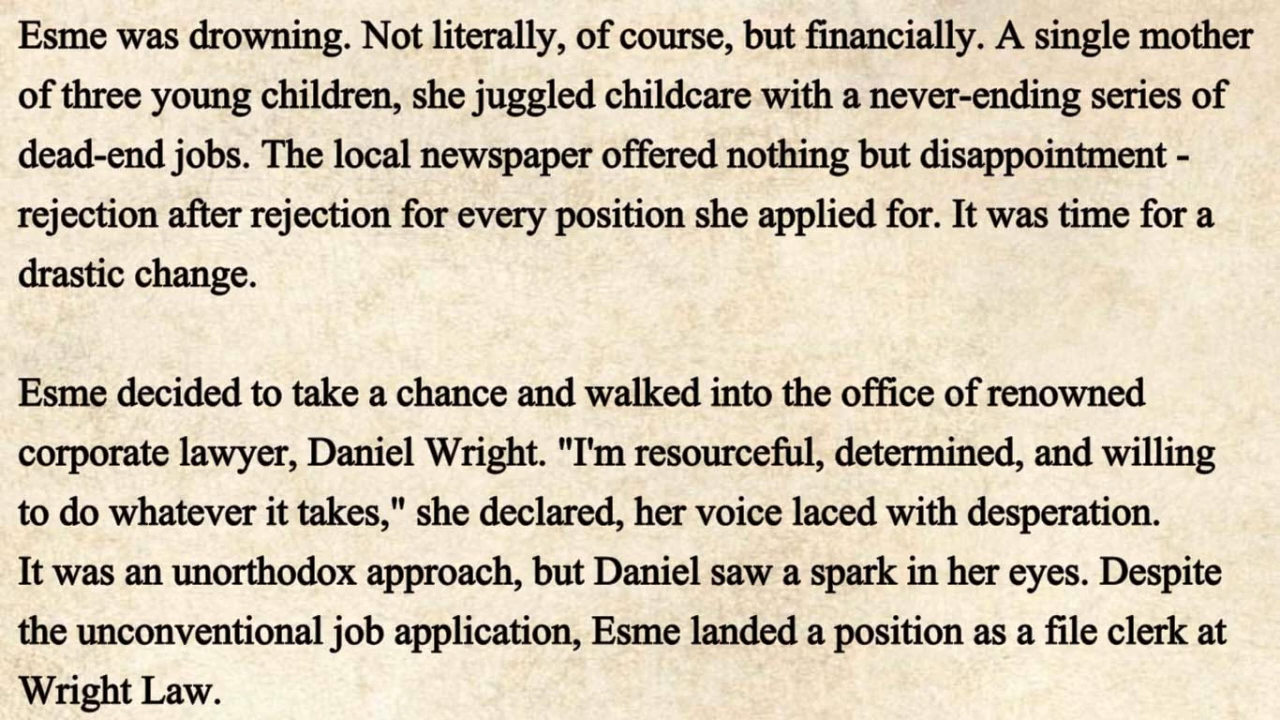 Esme was drowning. Not literally, of course, but financially. A single mother
of three young children, she juggled childcare with a never-ending series of
dead-end jobs. The local newspaper offered nothing but disappointment -
rejection after rejection for every position she applied for. It was time for a
drastic change.
Esme decided to take a chance and walked into the office of renowned
corporate lawyer, Daniel Wright. "I'm resourceful, determined, and willing
to do whatever it takes," she declared, her voice laced with desperation.
It was an unorthodox approach, but Daniel saw a spark in her eyes. Despite
the unconventional job application, Esme landed a position as a file clerk at
Wright Law.